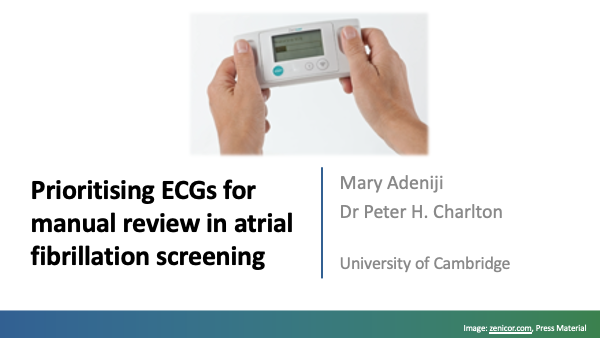 Prioritising ECGs for
manual review in atrial
fibrillation screening
Mary Adeniji
Dr Peter H. Charlton
University of Cambridge
Image: zenicor.com, Press Material